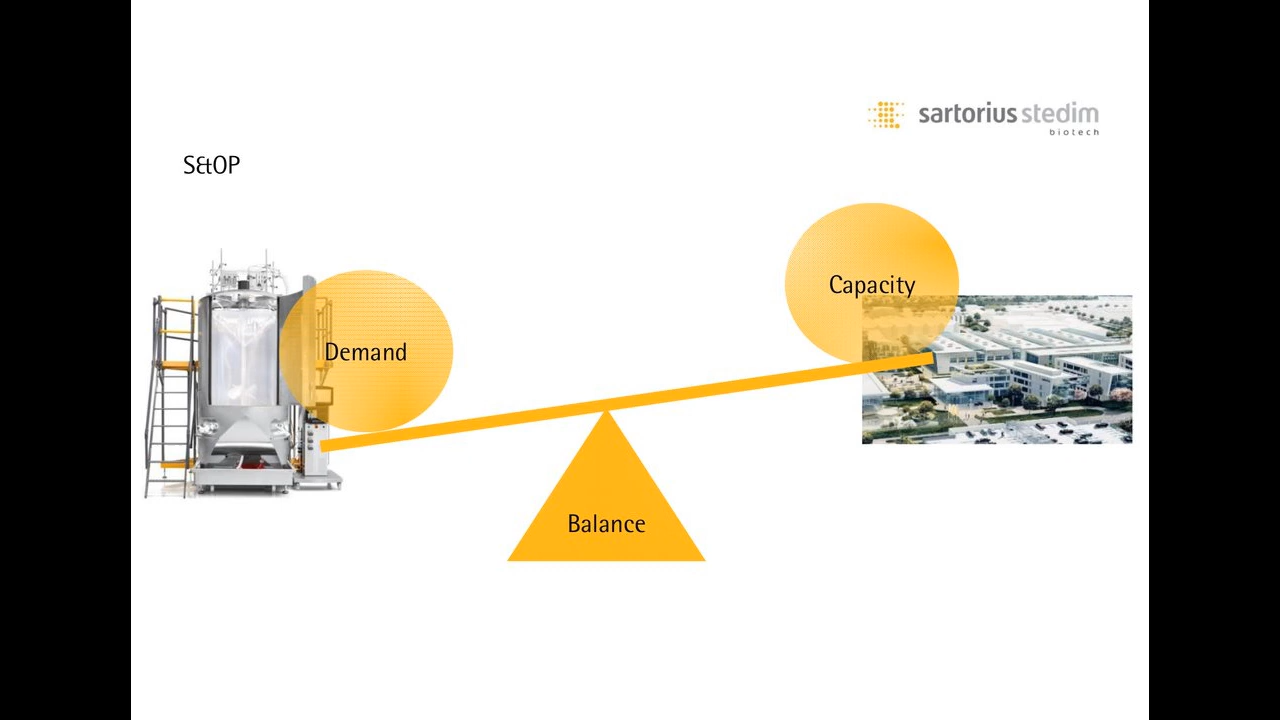 sartorius stedim
biotech
S&OP
Capacity
Demand
Balance